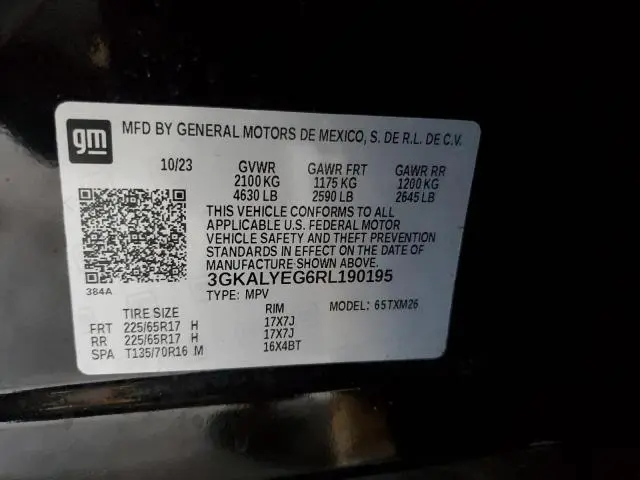 gm
MFD BY GENERAL MOTORS DE MEXICO, S. DE R.L. DE C.V.
10/23 GVWR GAWR FRT GAWR RR
2100 KG 1175 KG 1200 KG
4630 LB 2590 LB 2645 LB
THIS VEHICLE CONFORMS TO ALL
APPLICABLE U.S. FEDERAL MOTOR
VEHICLE SAFETY AND THEFT PREVENTION
STANDARDS IN EFFECT ON THE DATE OF
MANUFACTURE SHOWN ABOVE.
384A
3GKALYEG6RL190195
TYPE: MPV
MODEL: 65TXM26
TIRE SIZE RIM
FRT 225/65R17 H 17X7J
RR 225/65R17 H 17X7J
SPA T135/70R16 M 16X4BT